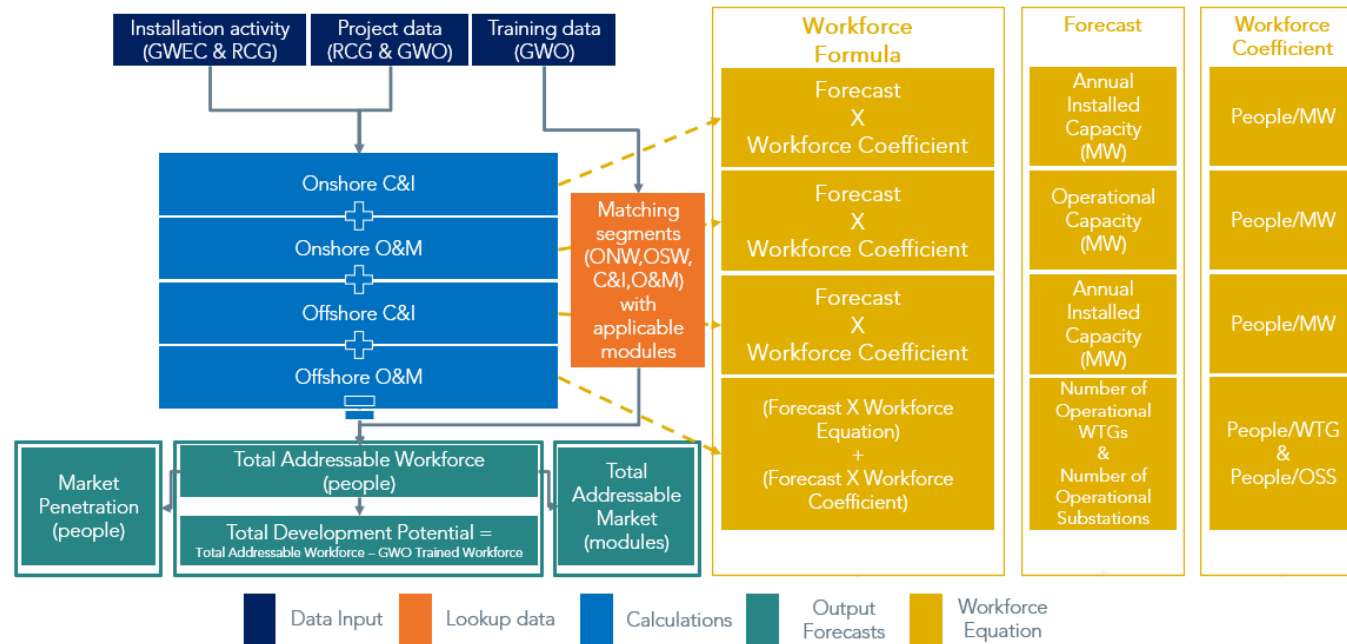 Installation activity
(GWEC & RCG)
Project data
(RCG & GWO)
Training data
(GWO)
Onshore C&I
Onshore O&M
Offshore C&I
Offshore O&M
Matching
segments
(ONW,OSW,
C&I,O&M)
with
applicable
modules
Market
Penetration
(people)
Total Addressable Workforce
(people)
Total Development Potential =
Total Addressable Workforce – GWO Trained Workforce
Total
Addressable
Market
(modules)
Workforce
Formula
Forecast
X
Workforce Coefficient
Forecast
X
Workforce Coefficient
Forecast
X
Workforce Coefficient
(Forecast X Workforce
Equation)
+
(Forecast X Workforce
Coefficient)
Forecast
Annual
Installed
Capacity
(MW)
Operational
Capacity
(MW)
Annual
Installed
Capacity
(MW)
Number of
Operational
WTGs
&
Number of
Operational
Substations
Workforce
Coefficient
People/MW
People/MW
People/MW
People/WTG
&
People/OSS
Data Input
Lookup data
Calculations
Output
Forecasts
Workforce
Equation